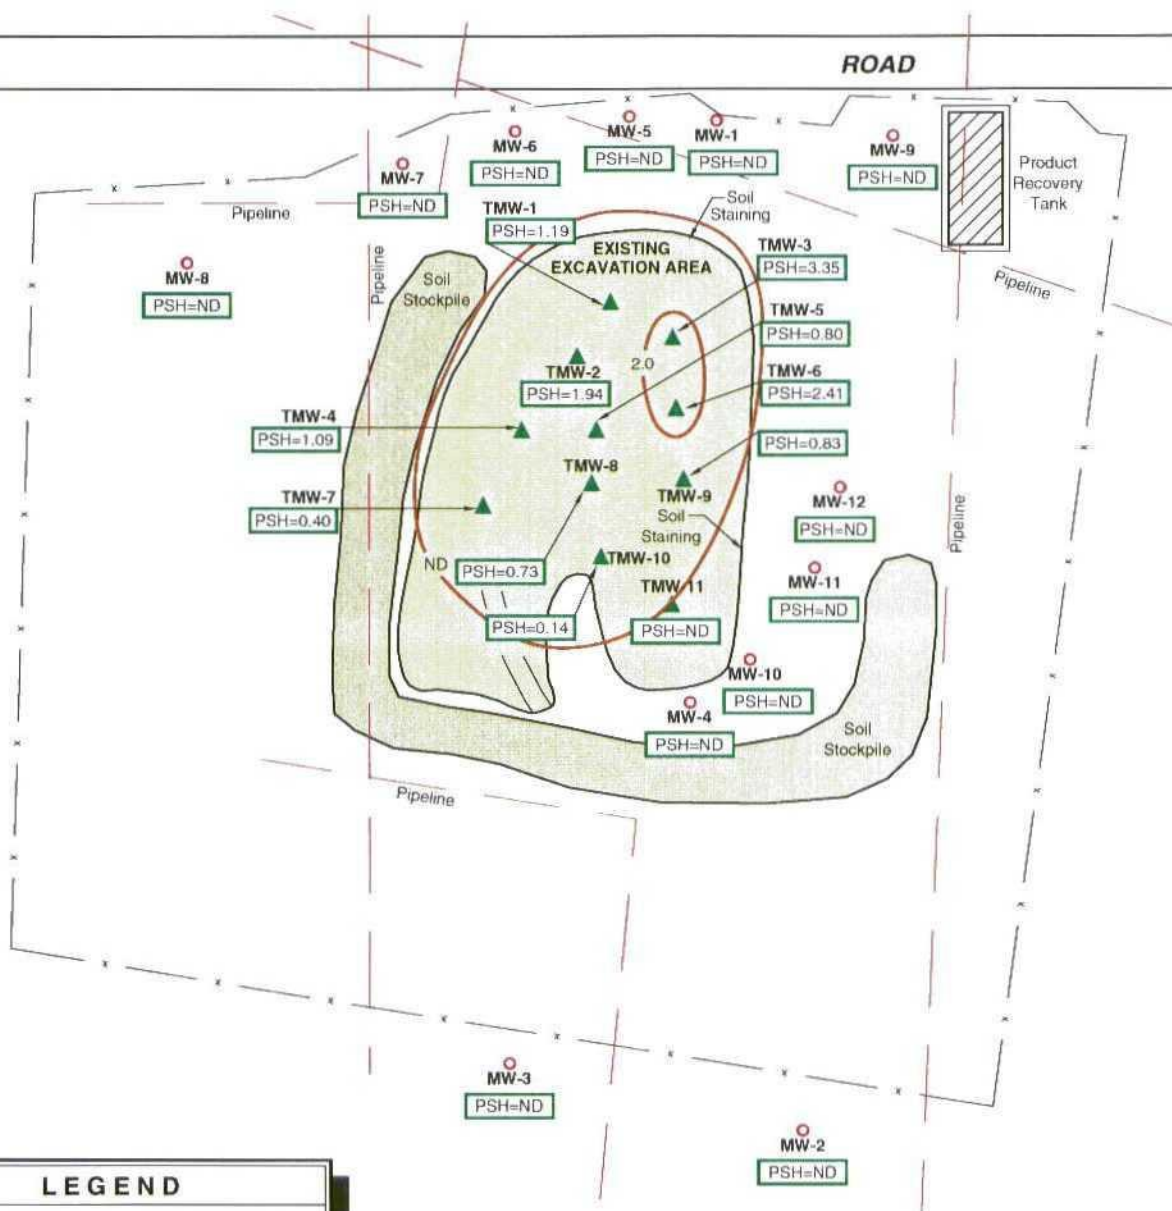 ROAD
MW-5
MW-1
MW-6
MW-9
PSH=ND
PSH=ND
PSH=ND
PSH=ND
Product
Recovery
Tank
MW-7
PSH=ND
Pipeline
TMW-1
PSH=1.19
Soil
Staining
EXISTING
EXCAVATION AREA
TMW-3
PSH=3.35
MW-8
PSH=ND
Pipeline
Soil
Stockpile
Pipeline
TMW-5
PSH=0.80
2.0
TMW-2
PSH=1.94
TMW-6
PSH=2.41
TMW-4
PSH=1.09
PSH=0.83
TMW-8
TMW-9
TMW-7
PSH=0.40
Soil
Staining
MW-12
PSH=ND
Pipeline
ND
PSH=0.73
TMW-10
MW-11
PSH=ND
TMW-11
PSH=0.14
PSH=ND
MW-10
PSH=ND
MW-4
PSH=ND
Soil
Stockpile
Pipeline
MW-3
PSH=ND
MW-2
PSH=ND
LEGEND